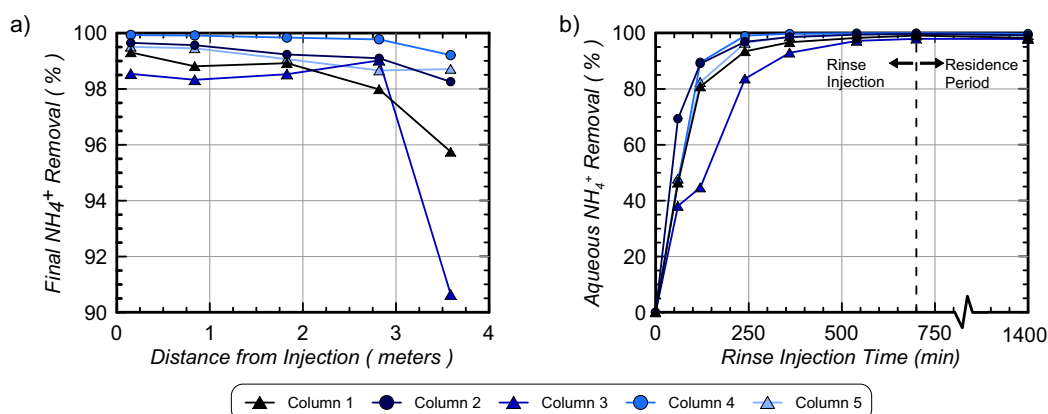 a)
100
98
96
94
92
90
Final NH4⁺ Removal ( % )
0 1 2 3 4
Distance from Injection ( meters )
b)
100
80
60
40
20
0
Aqueous NH₄⁺ Removal ( % )
Rinse
Injection
Residence
Period
0 250 500 750 1400
Rinse Injection Time (min)
Column 1 Column 2 Column 3 Column 4 Column 5